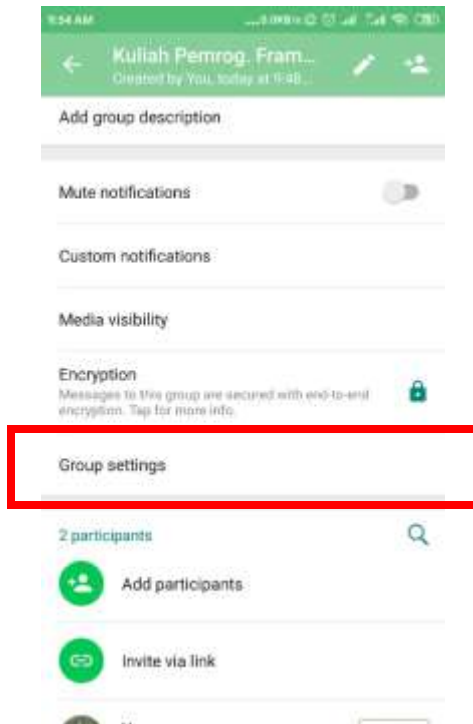 9:54 AM
Kuliah Pemrog. Fram...
Created by You, today at 9:48...
Add group description
Mute notifications
Custom notifications
Media visibility
Encryption
Messages to this group are secured with end-to-end
encryption. Tap for more info.
Group settings
2 participants
Add participants
Invite via link